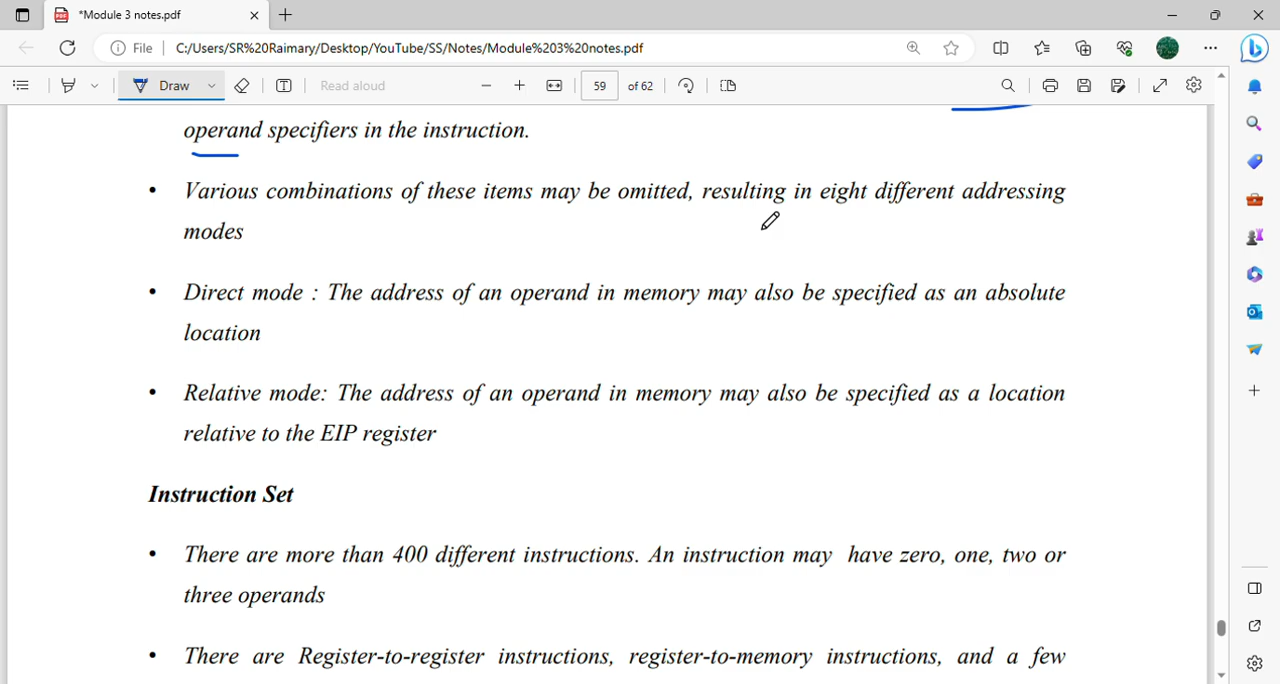 *Module 3 notes.pdf
File
C:/Users/SR%20Raimary/Desktop/YouTube/SS/Notes/Module%203%20notes.pdf
Draw
Read aloud
59
of 62
operand specifiers in the instruction.
• Various combinations of these items may be omitted, resulting in eight different addressing
modes
• Direct mode : The address of an operand in memory may also be specified as an absolute
location
• Relative mode: The address of an operand in memory may also be specified as a location
relative to the EIP register
Instruction Set
• There are more than 400 different instructions. An instruction may have zero, one, two or
three operands
• There are Register-to-register instructions, register-to-memory instructions, and a few